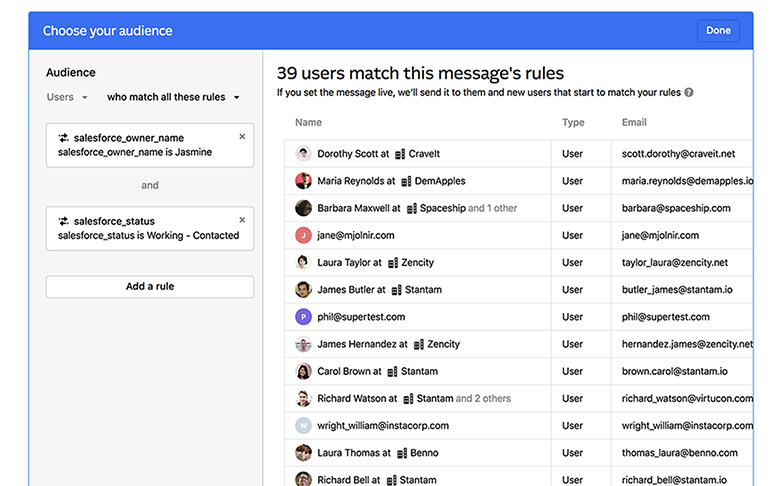 Choose your audience
Done
Audience
Users
who match all these rules
salesforce_owner_name
×
salesforce_owner_name is Jasmine
and
salesforce_status
×
salesforce_status is Working - Contacted
Add a rule
39 users match this message's rules
If you set the message live, we'll send it to them and new users that start to match your rules ?
Name Type Email
Dorothy Scott at CraveIt User scott.dorothy@craveit.net
Maria Reynolds at DemApples User maria.reynolds@demapples.io
Barbara Maxwell at Spaceship and 1 other User barbara@spaceship.com
J jane@mjolnir.com User jane@mjolnir.com
Laura Taylor at Zencity User taylor_laura@zencity.net
James Butler at Stantam User butler_james@stantam.io
P phil@supertest.com User phil@supertest.com
James Hernandez at Zencity User hernandez.james@zencity.net
Carol Brown at Stantam User brown.carol@stantam.io
Richard Watson at Stantam and 2 others User richard_watson@virtucon.com
W wright_william@instacorp.com User wright_william@instacorp.com
Laura Thomas at Benno User thomas_laura@benno.com
Richard Bell at Stantam User richard_bell@stantam.io